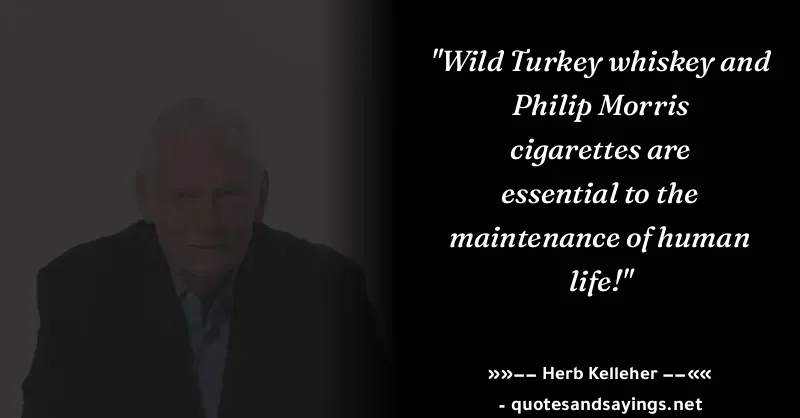 "Wild Turkey whiskey and
Philip Morris
cigarettes are
essential to the
maintenance of human
life!"
»»−− Herb Kelleher −−««
- quotesandsayings.net